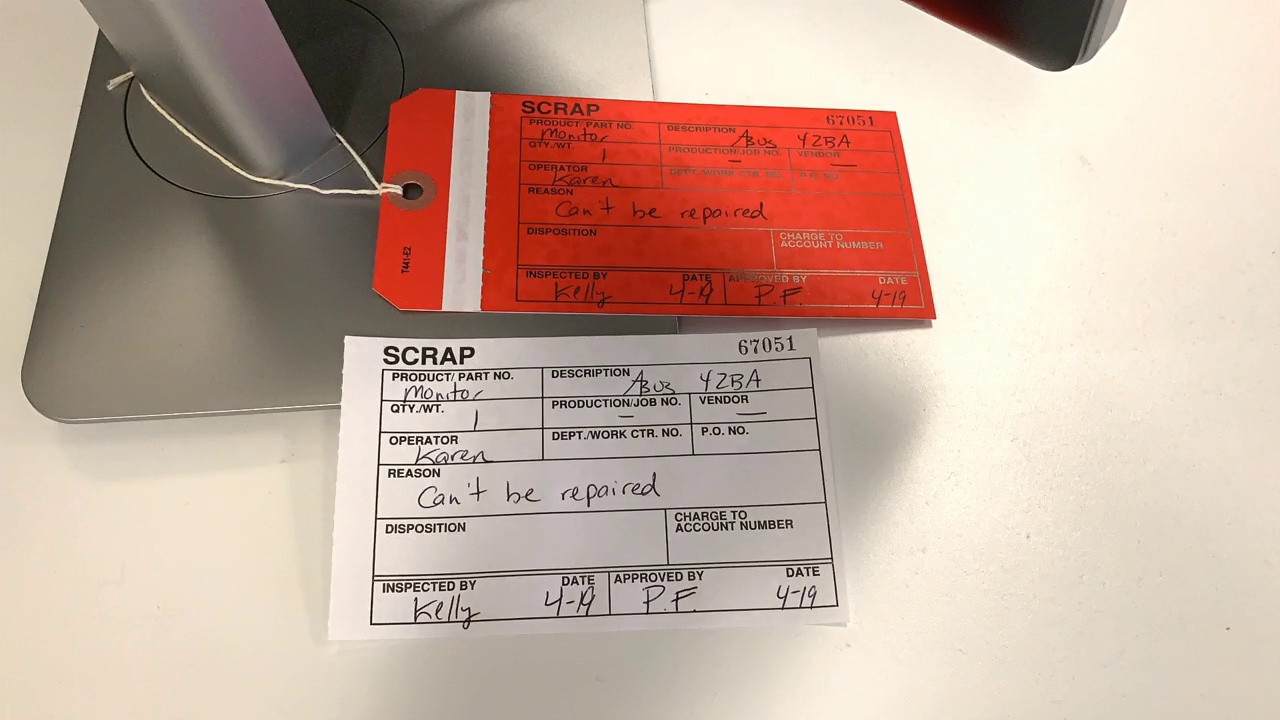 SCRAP 67051
PRODUCT/PART NO. DESCRIPTION
Monitor Asus YZBA
QTY./WT. PRODUCTION/JOB NO. VENDOR
1 — —
OPERATOR DEPT./WORK CTR. NO. P.O. NO.
Karen
REASON
Can't be repaired
DISPOSITION CHARGE TO
ACCOUNT NUMBER
INSPECTED BY DATE APPROVED BY DATE
Kelly 4-19 P.F. 4-19
T441-E2
SCRAP 67051
PRODUCT/ PART NO. DESCRIPTION
Monitor Asus YZBA
QTY./WT. PRODUCTION/JOB NO. VENDOR
1 — —
OPERATOR DEPT./WORK CTR. NO. P.O. NO.
Karen
REASON
Can't be repaired
DISPOSITION CHARGE TO
ACCOUNT NUMBER
INSPECTED BY DATE APPROVED BY DATE
Kelly 4-19 P.F. 4-19